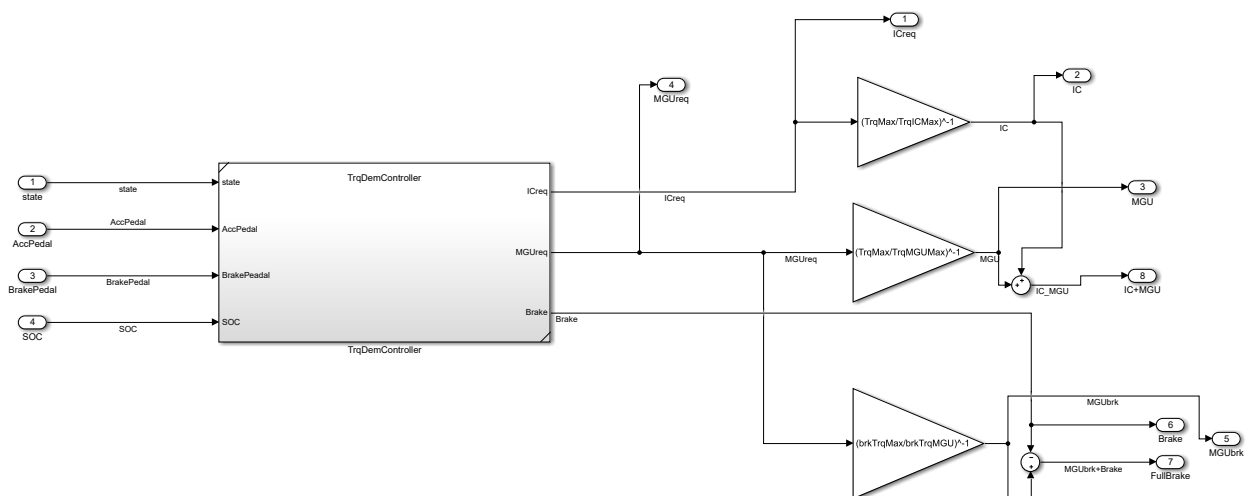 1
ICreq
4
MGUreq
2
IC
(TrqMax/TrqICMax)^-1
IC
1
state
state
state
TrqDemController
ICreq
ICreq
3
MGU
2
AccPedal
AccPedal
AccPedal
MGUreq
MGUreq
(TrqMax/TrqMGUMax)^-1
MGU
3
BrakePedal
BrakePedal
BrakePeadal
+
+
IC_MGU
8
IC+MGU
4
SOC
SOC
SOC
Brake
Brake
TrqDemController
(brkTrqMax/brkTrqMGU)^-1
MGUbrk
6
Brake
5
MGUbrk
−
+
MGUbrk+Brake
7
FullBrake